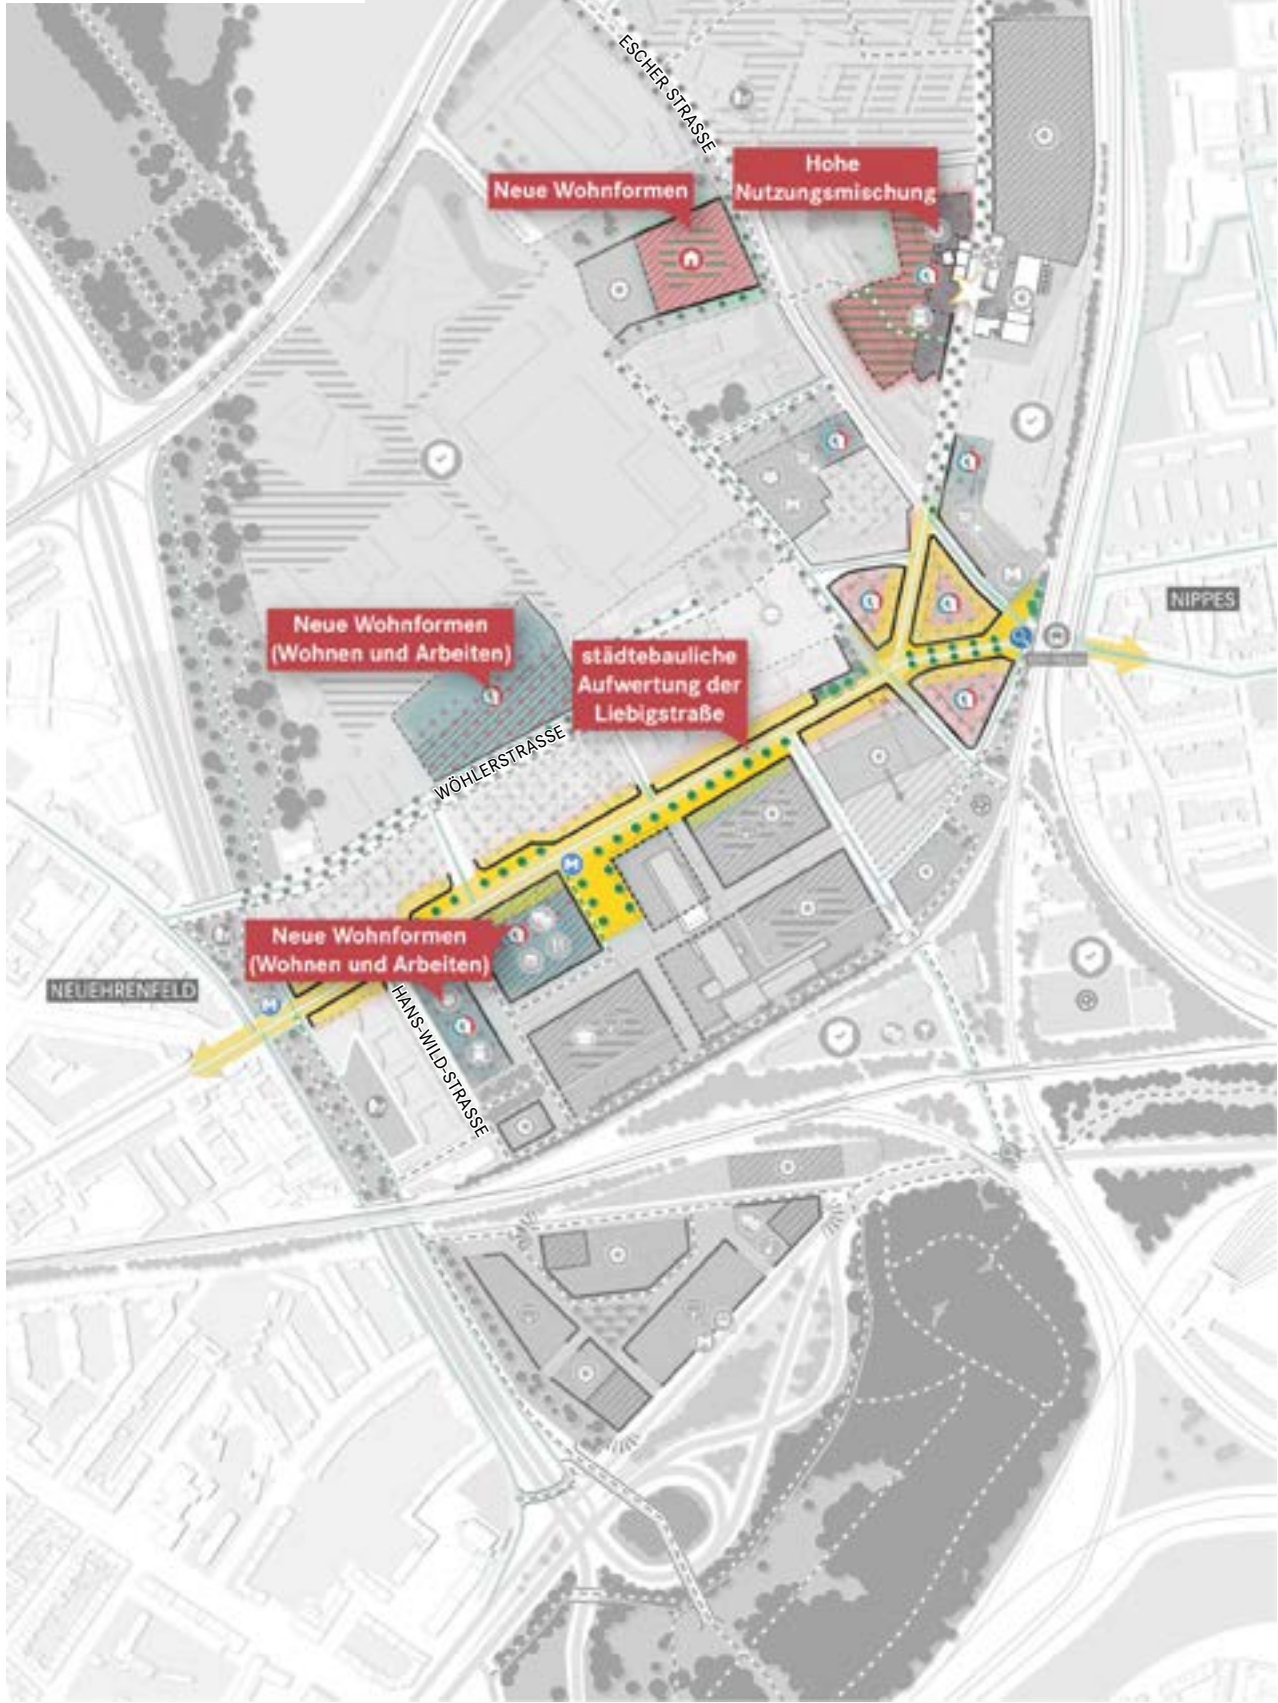 ESCHER STRASSE
Neue Wohnformen
Hohe
Nutzungsmischung
NIPPES
Neue Wohnformen
(Wohnen und Arbeiten)
städtebauliche
Aufwertung der
Liebigstraße
WÖHLERSTRASSE
Neue Wohnformen
(Wohnen und Arbeiten)
NEUEHRENFELD
HANS-WILD-STRASSE